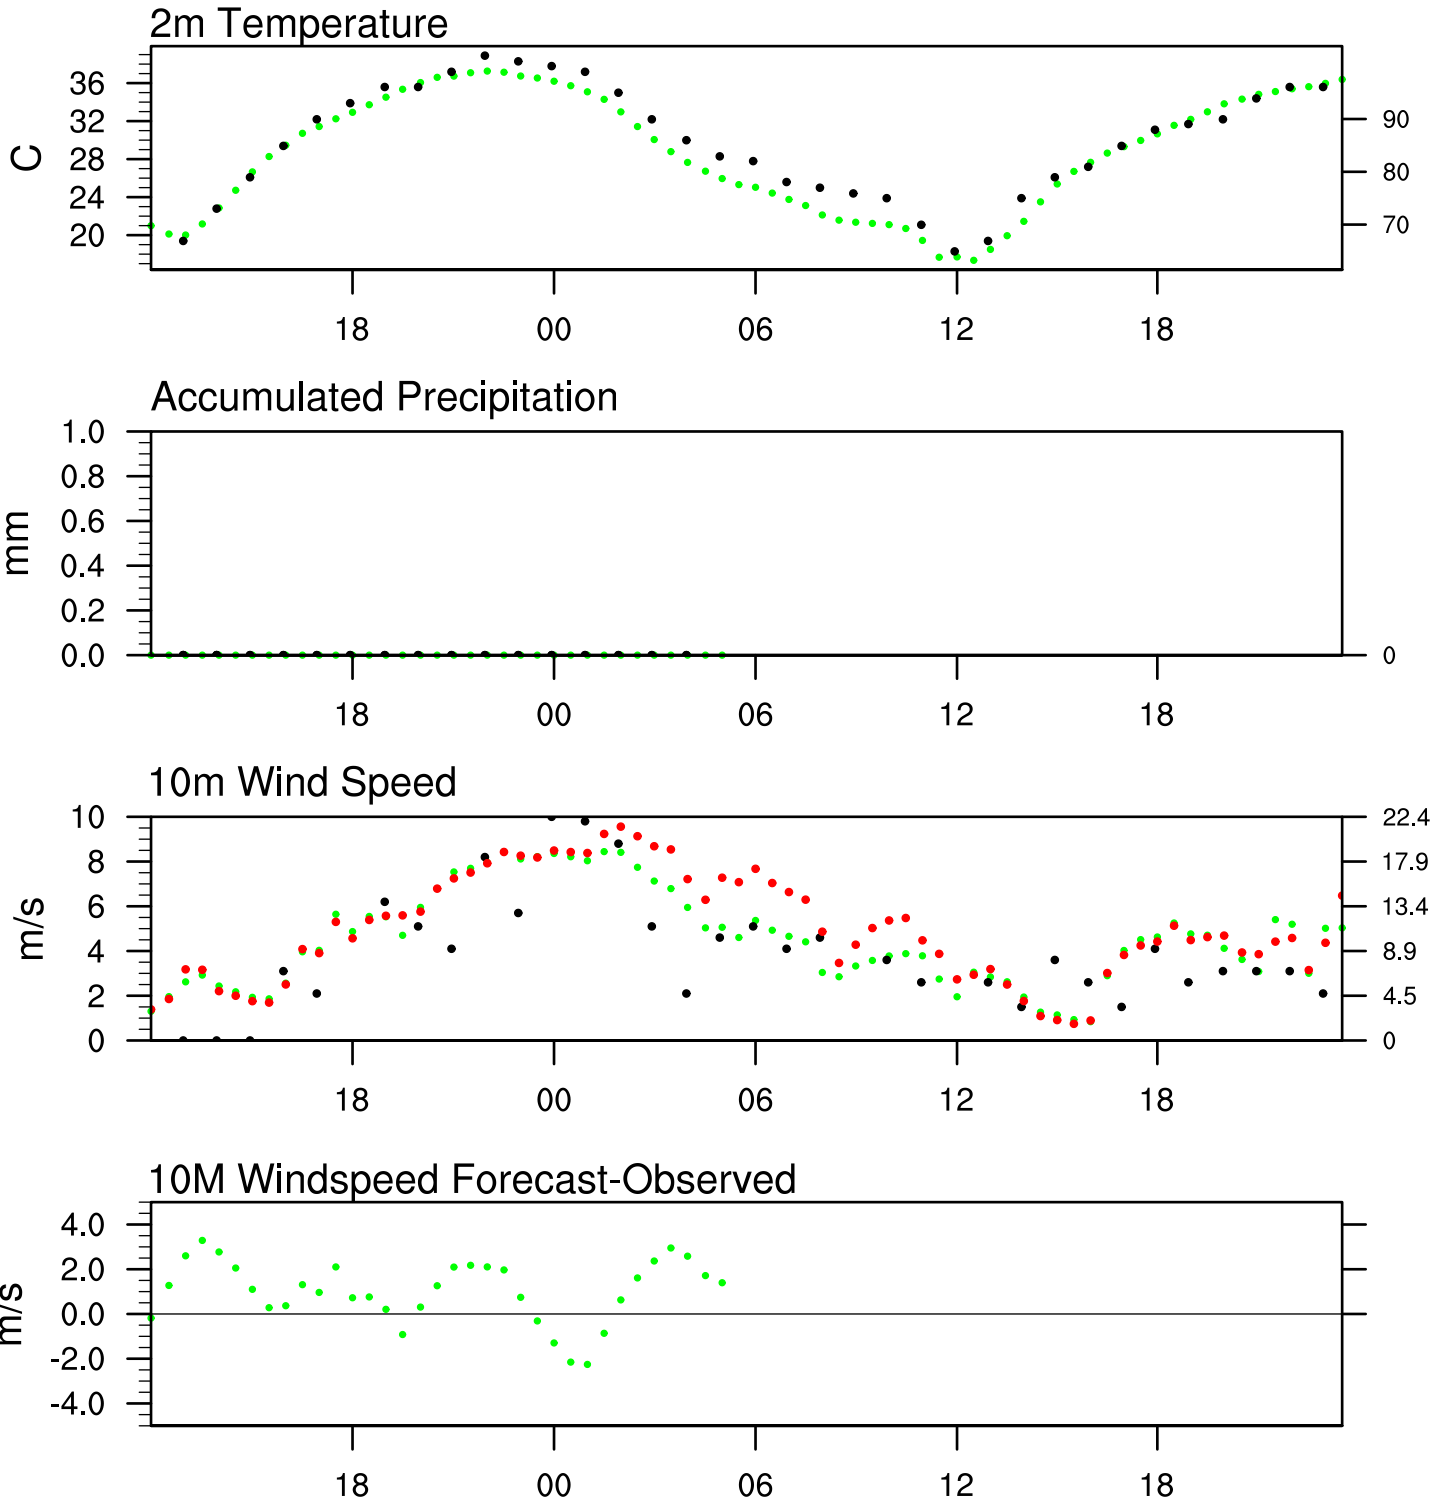 2m Temperature
C
36
32
28
24
20
90
80
70
18 00 06 12 18
Accumulated Precipitation
mm
1.0
0.8
0.6
0.4
0.2
0.0
0
18 00 06 12 18
10m Wind Speed
m/s
10
8
6
4
2
0
22.4
17.9
13.4
8.9
4.5
0
18 00 06 12 18
10M Windspeed Forecast-Observed
m/s
4.0
2.0
0.0
-2.0
-4.0
18 00 06 12 18